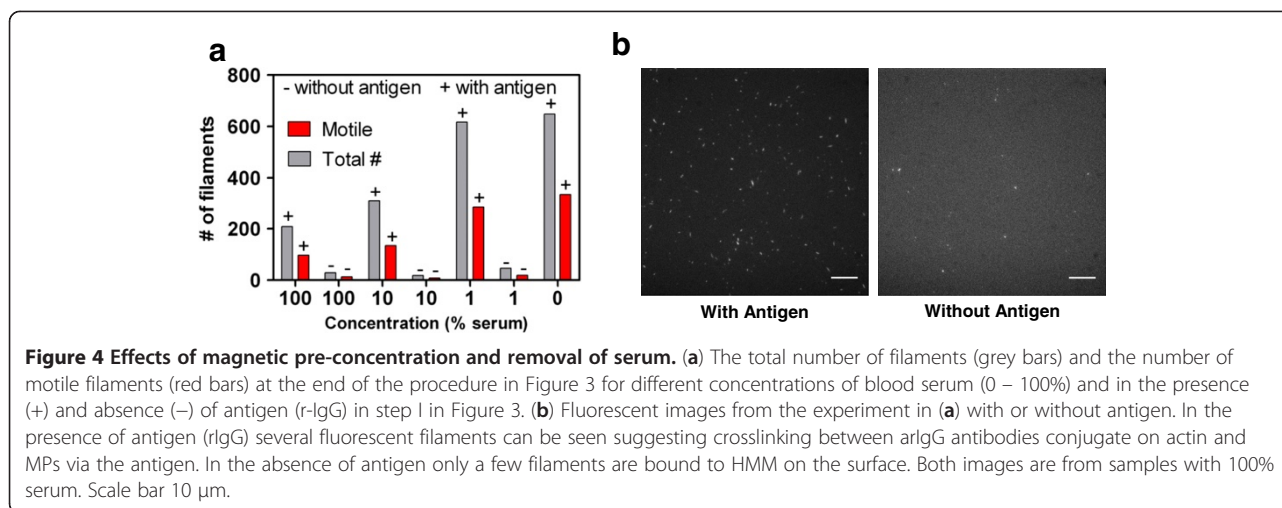 a
b
800
600
400
200
0
# of filaments
- without antigen + with antigen
Motile
Total #
+ + - - + + - - + + - - + +
100 100 10 10 1 1 0
Concentration (% serum)
With Antigen
Without Antigen
Figure 4 Effects of magnetic pre-concentration and removal of serum. (a) The total number of filaments (grey bars) and the number of
motile filaments (red bars) at the end of the procedure in Figure 3 for different concentrations of blood serum (0 – 100%) and in the presence
(+) and absence (−) of antigen (r-IgG) in step I in Figure 3. (b) Fluorescent images from the experiment in (a) with or without antigen. In the
presence of antigen (rIgG) several fluorescent filaments can be seen suggesting crosslinking between arIgG antibodies conjugate on actin and
MPs via the antigen. In the absence of antigen only a few filaments are bound to HMM on the surface. Both images are from samples with 100%
serum. Scale bar 10 μm.